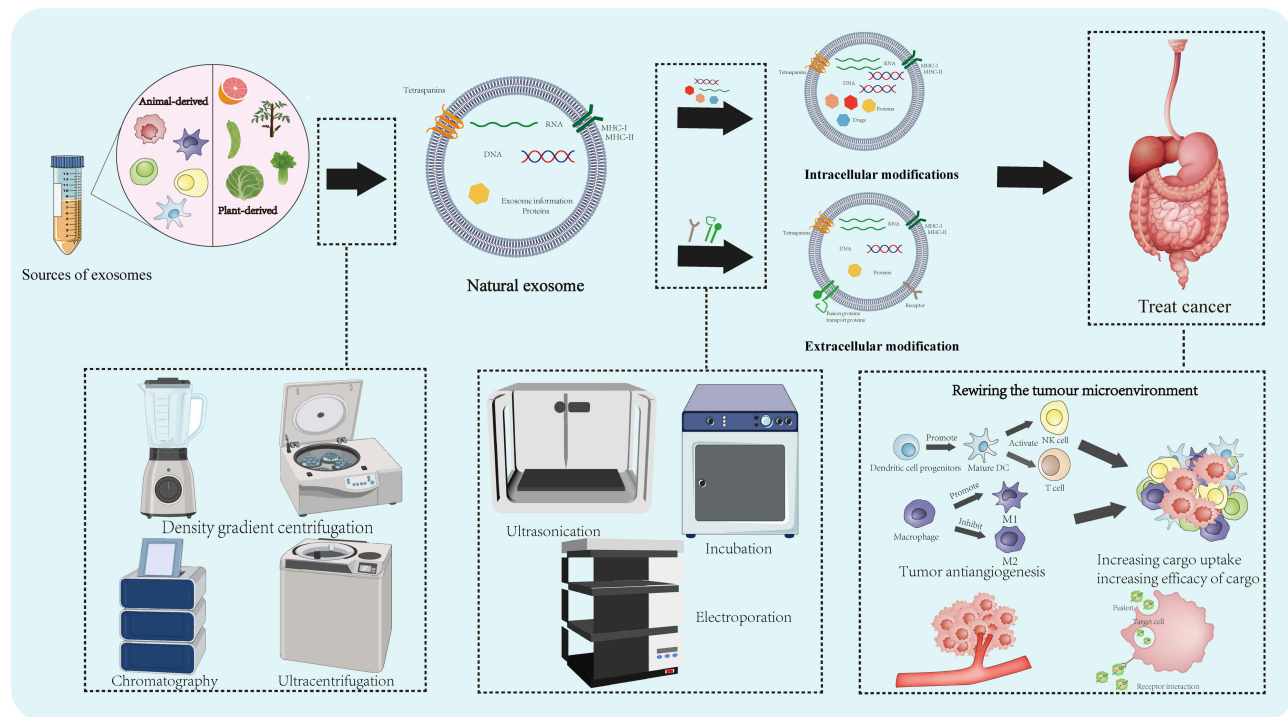 Animal-derived
Plant-derived
Sources of exosomes
Tetraspanins
RNA
MHC-I
MHC-II
DNA
Exosome information
Proteins
Natural exosome
Tetraspanins
RNA
MHC-I
MHC-II
DNA
Proteins
Drugs
Intracellular modifications
Tetraspanins
RNA
MHC-I
MHC-II
DNA
Proteins
Fusion proteins
transport proteins
Receptor
Extracellular modification
Treat cancer
Density gradient centrifugation
Chromatography
Ultracentrifugation
Ultrasonication
Incubation
Electroporation
Rewiring the tumour microenvironment
Promote
Dendritic cell progenitors
Mature DC
Activate
NK cell
T cell
Macrophage
Promote
Inhibit
M1
M2
Tumor antiangiogenesis
Increasing cargo uptake
increasing efficacy of cargo
Fusion
Target cell
Receptor interaction